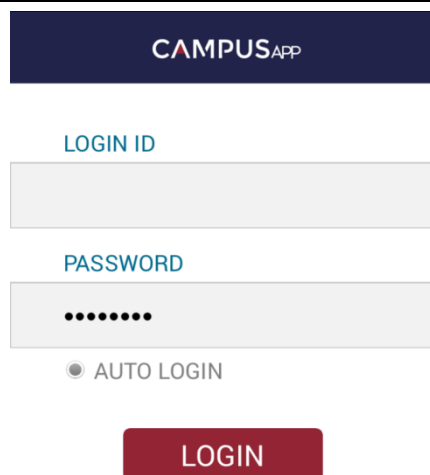 CAMPUSAPP
LOGIN ID
PASSWORD
••••••••
AUTO LOGIN
LOGIN